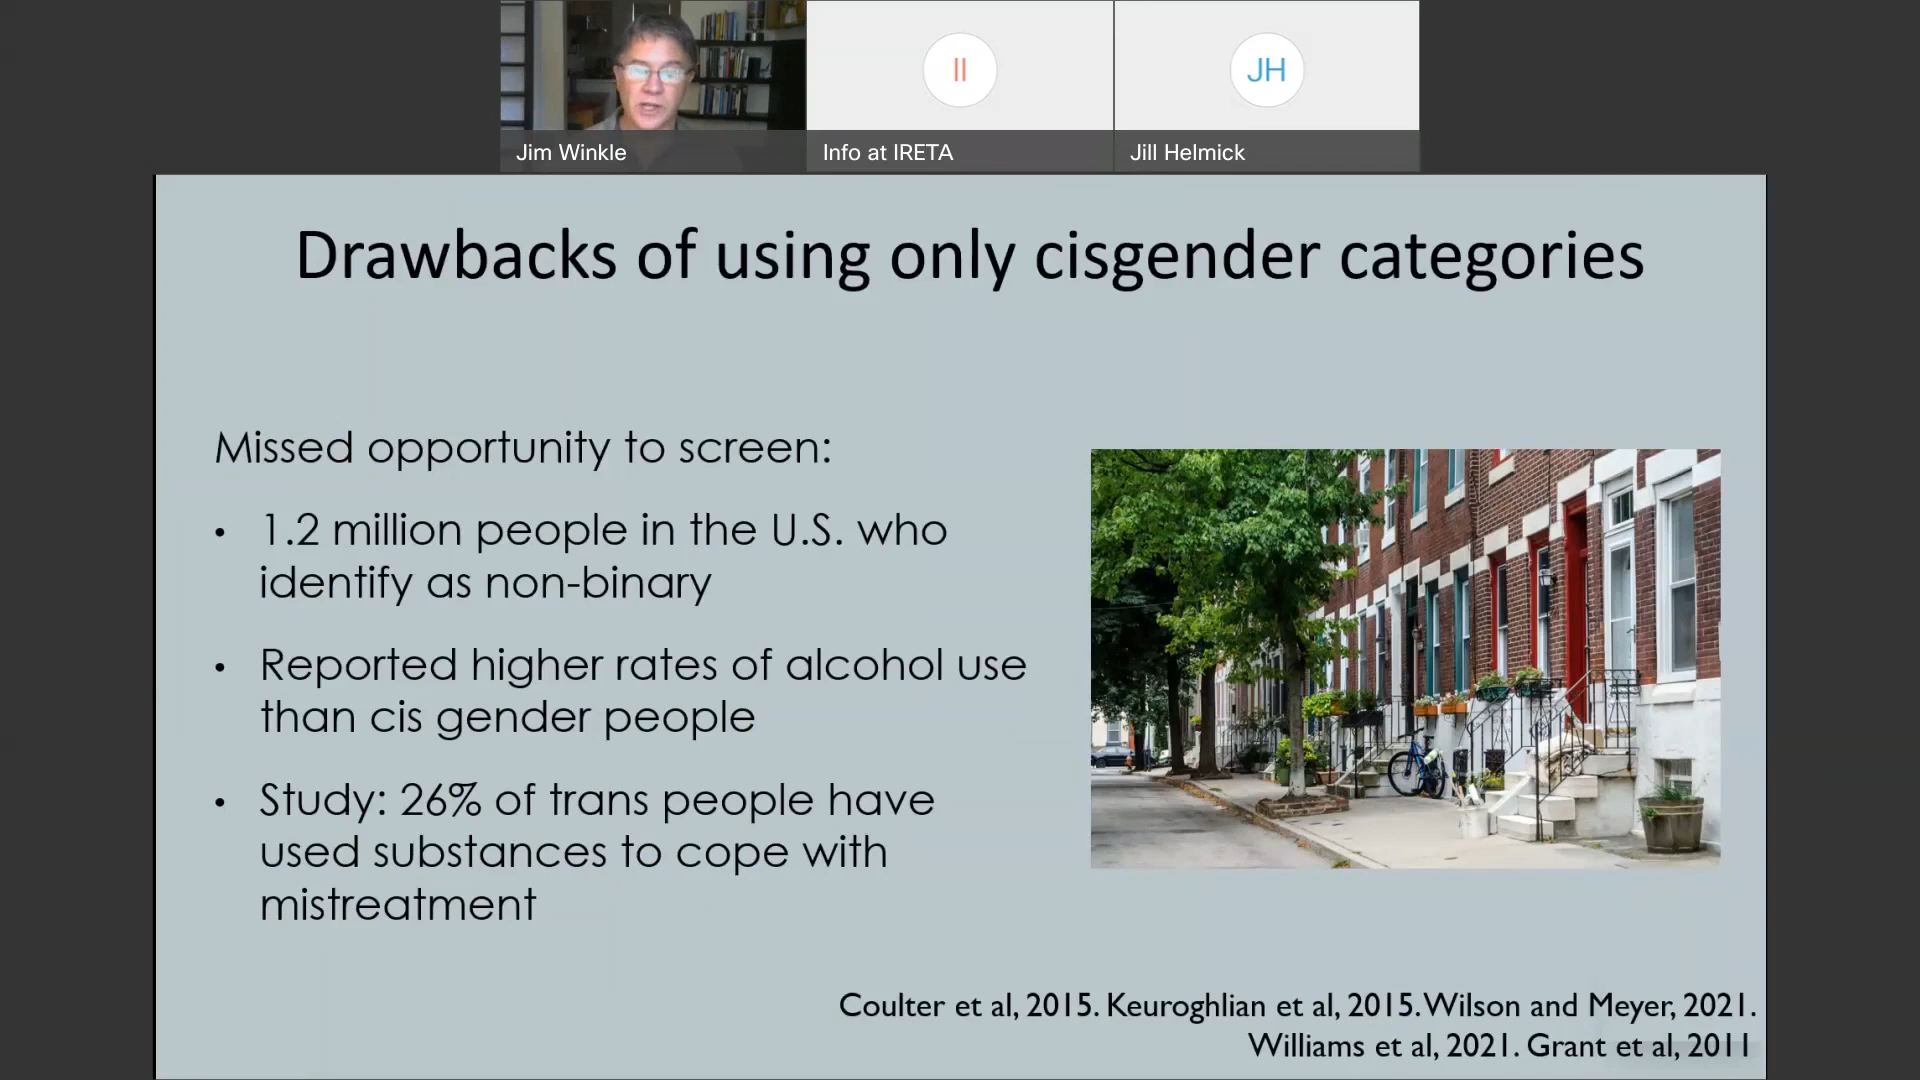 II
JH
Jim Winkle
Info at IRETA
Jill Helmick
Drawbacks of using only cisgender categories
Missed opportunity to screen:
• 1.2 million people in the U.S. who
identify as non-binary
• Reported higher rates of alcohol use
than cis gender people
• Study: 26% of trans people have
used substances to cope with
mistreatment
Coulter et al, 2015. Keuroghlian et al, 2015. Wilson and Meyer, 2021.
Williams et al, 2021. Grant et al, 2011